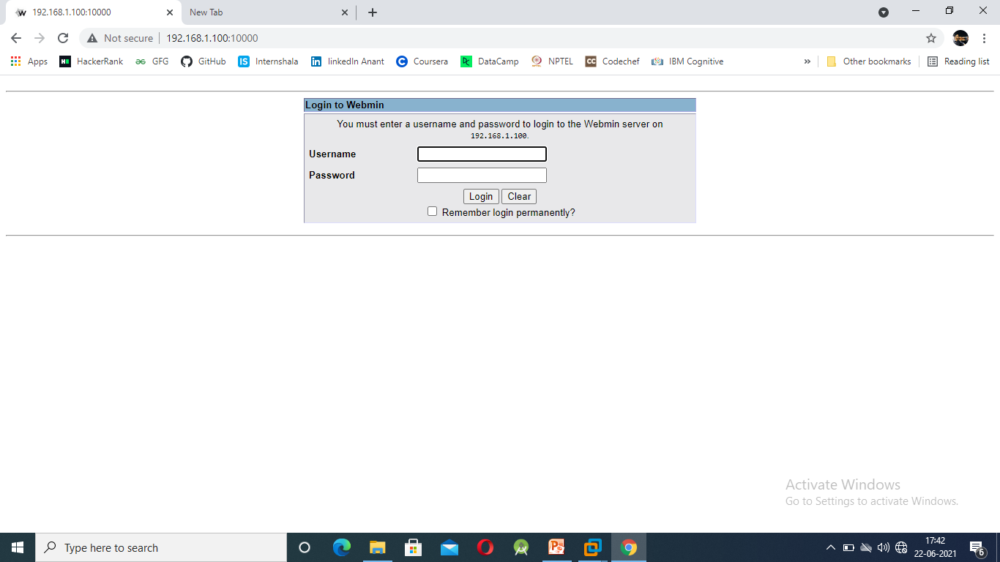 192.168.1.100:10000
New Tab
Not secure
192.168.1.100:10000
Apps
HackerRank
GFG
GitHub
IS
Internshala
in
linkedIn Anant
Coursera
DataCamp
NPTEL
CC
Codechef
IBM Cognitive
»
Other bookmarks
Reading list
Login to Webmin
You must enter a username and password to login to the Webmin server on
192.168.1.100.
Username
Password
Login
Clear
Remember login permanently?
Activate Windows
Go to Settings to activate Windows.
Type here to search
17:42
22-06-2021
6